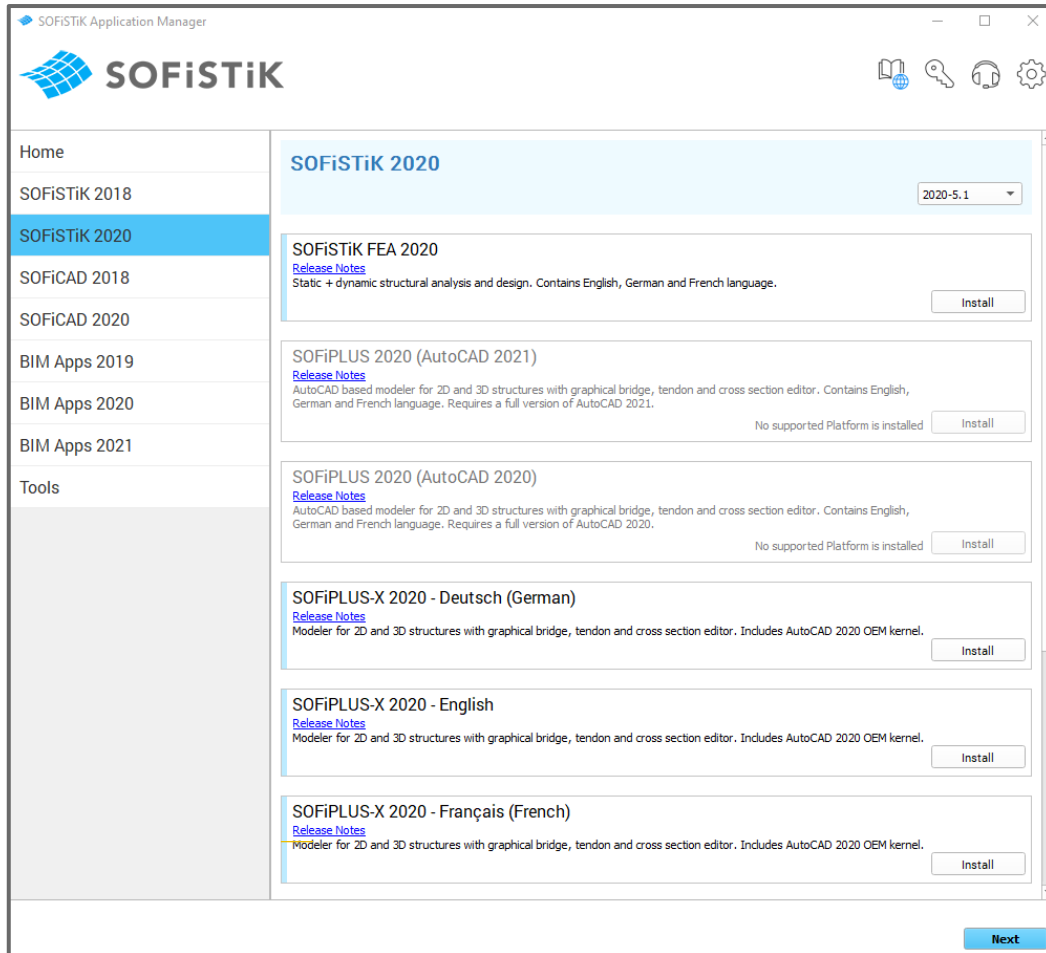 SOFiSTiK Application Manager
SOFiSTiK
Home
SOFiSTiK 2018
SOFiSTiK 2020
SOFiCAD 2018
SOFiCAD 2020
BIM Apps 2019
BIM Apps 2020
BIM Apps 2021
Tools
SOFiSTiK 2020
2020-5.1
SOFiSTiK FEA 2020
Release Notes
Static + dynamic structural analysis and design. Contains English, German and French language.
Install
SOFiPLUS 2020 (AutoCAD 2021)
Release Notes
AutoCAD based modeler for 2D and 3D structures with graphical bridge, tendon and cross section editor. Contains English,
German and French language. Requires a full version of AutoCAD 2021.
No supported Platform is installed
Install
SOFiPLUS 2020 (AutoCAD 2020)
Release Notes
AutoCAD based modeler for 2D and 3D structures with graphical bridge, tendon and cross section editor. Contains English,
German and French language. Requires a full version of AutoCAD 2020.
No supported Platform is installed
Install
SOFiPLUS-X 2020 - Deutsch (German)
Release Notes
Modeler for 2D and 3D structures with graphical bridge, tendon and cross section editor. Includes AutoCAD 2020 OEM kernel.
Install
SOFiPLUS-X 2020 - English
Release Notes
Modeler for 2D and 3D structures with graphical bridge, tendon and cross section editor. Includes AutoCAD 2020 OEM kernel.
Install
SOFiPLUS-X 2020 - Français (French)
Release Notes
Modeler for 2D and 3D structures with graphical bridge, tendon and cross section editor. Includes AutoCAD 2020 OEM kernel.
Install
Next